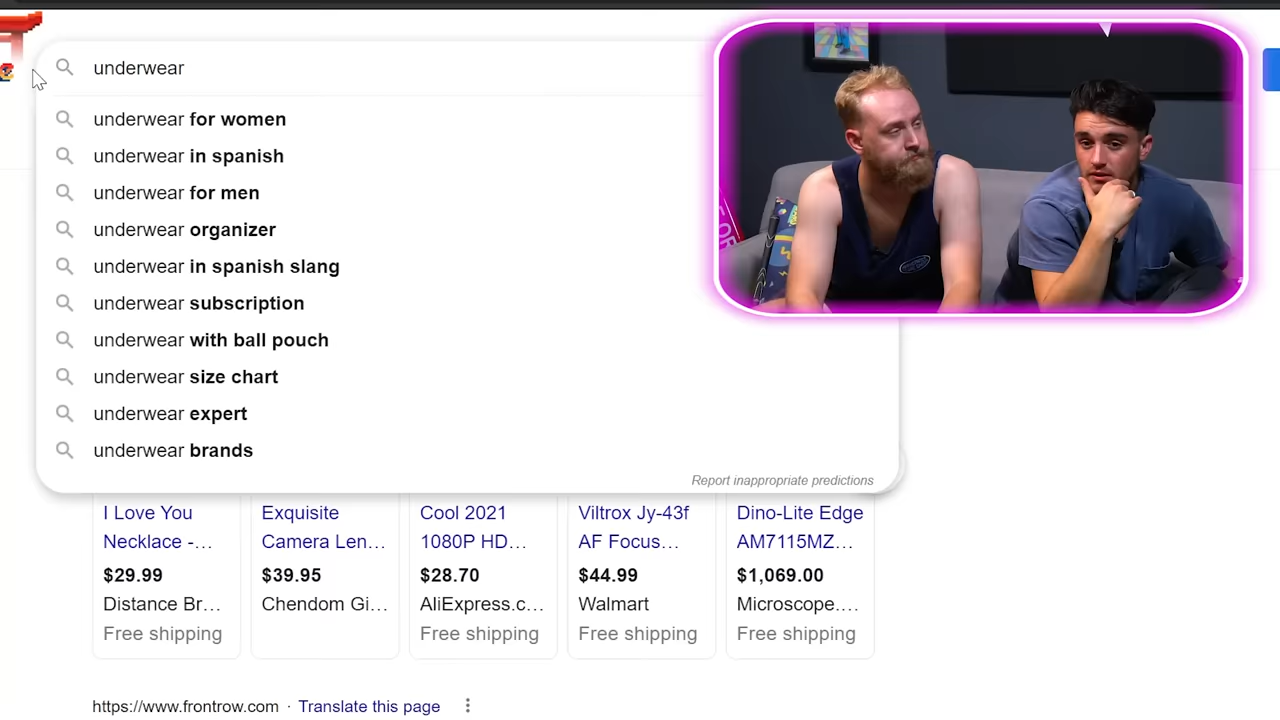 underwear
underwear for women
underwear in spanish
underwear for men
underwear organizer
underwear in spanish slang
underwear subscription
underwear with ball pouch
underwear size chart
underwear expert
underwear brands
Report inappropriate predictions
I Love You
Necklace -...
$29.99
Distance Br...
Free shipping
Exquisite
Camera Len...
$39.95
Chendom Gi...
Cool 2021
1080P HD...
$28.70
AliExpress.c...
Free shipping
Viltrox Jy-43f
AF Focus...
$44.99
Walmart
Free shipping
Dino-Lite Edge
AM7115MZ...
$1,069.00
Microscope....
Free shipping
https://www.frontrow.com · Translate this page